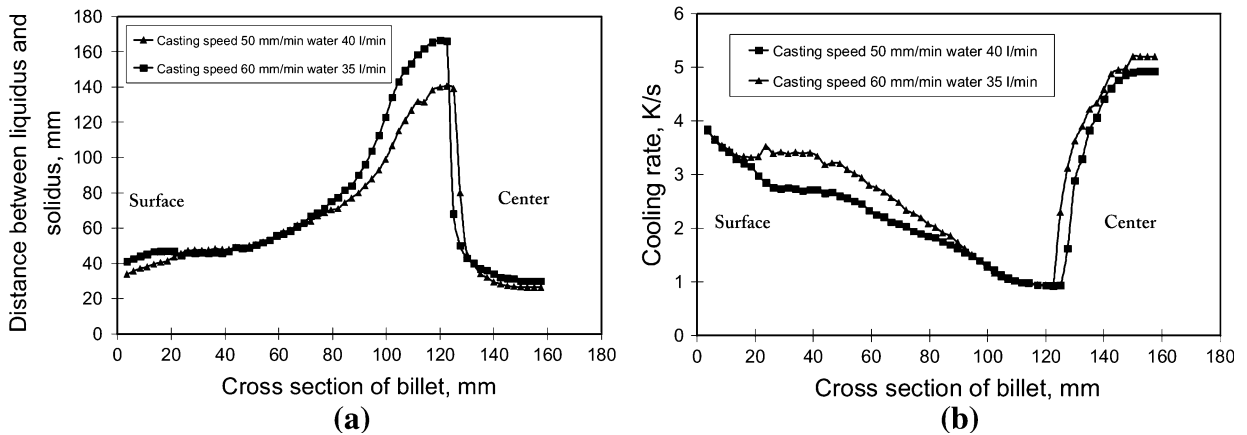 (a)
Distance between liquidus and
solidus, mm
180
160
140
120
100
80
60
40
20
0
Casting speed 50 mm/min water 40 l/min
Casting speed 60 mm/min water 35 l/min
Surface
Center
0 20 40 60 80 100 120 140 160 180
Cross section of billet, mm
(a)
Cooling rate, K/s
6
5
4
3
2
1
0
Casting speed 50 mm/min water 40 l/min
Casting speed 60 mm/min water 35 l/min
Surface
Center
0 20 40 60 80 100 120 140 160 180
Cross section of billet, mm
(b)